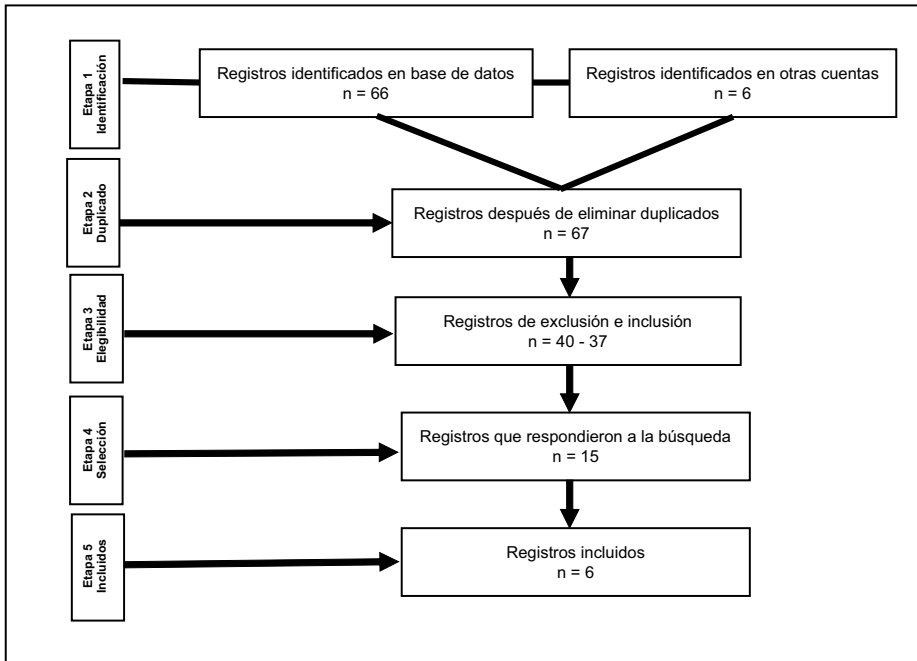 Etapa 1
Identificación
Registros identificados en base de datos
n = 66
Registros identificados en otras cuentas
n = 6
Etapa 2
Duplicado
Registros después de eliminar duplicados
n = 67
Etapa 3
Elegibilidad
Registros de exclusión e inclusión
n = 40 - 37
Etapa 4
Selección
Registros que respondieron a la búsqueda
n = 15
Etapa 5
Incluidos
Registros incluidos
n = 6